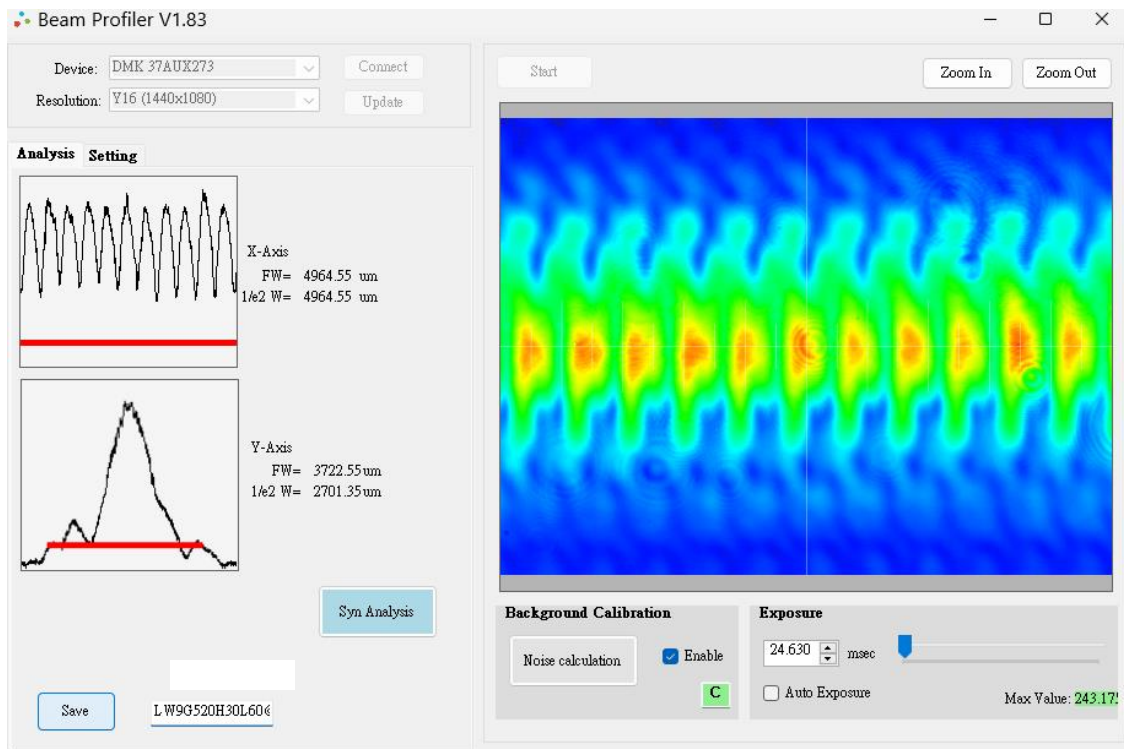 Beam Profiler V1.83
Device: DMK 37AUX273 Connect
Resolution: Y16 (1440x1080) Update
Analysis Setting
X-Axis
FW= 4964.55 um
1/e2 W= 4964.55 um
Y-Axis
FW= 3722.55um
1/e2 W= 2701.35um
Syn Analysis
Save LW9G520H30L60
Start Zoom In Zoom Out
Background Calibration
Noise calculation Enable
C
Exposure
24.630 msec
Auto Exposure Max Value: 243.17